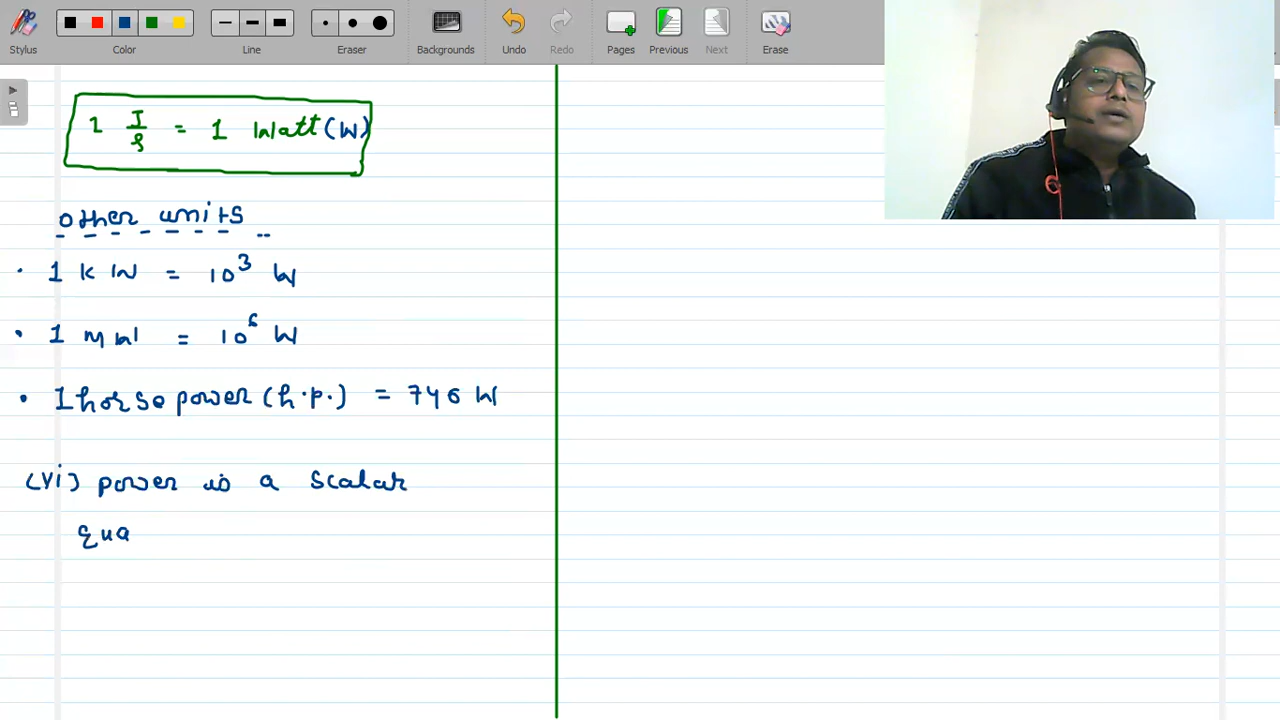 Stylus Color Line Eraser Backgrounds Undo Redo Pages Previous Next Erase
1 J/s = 1 Watt (W)
other units
• 1 kW = 10³ W
• 1 mW = 10⁶ W
• 1 horse power (h.p.) = 746 W
(vi) power is a scalar
qua